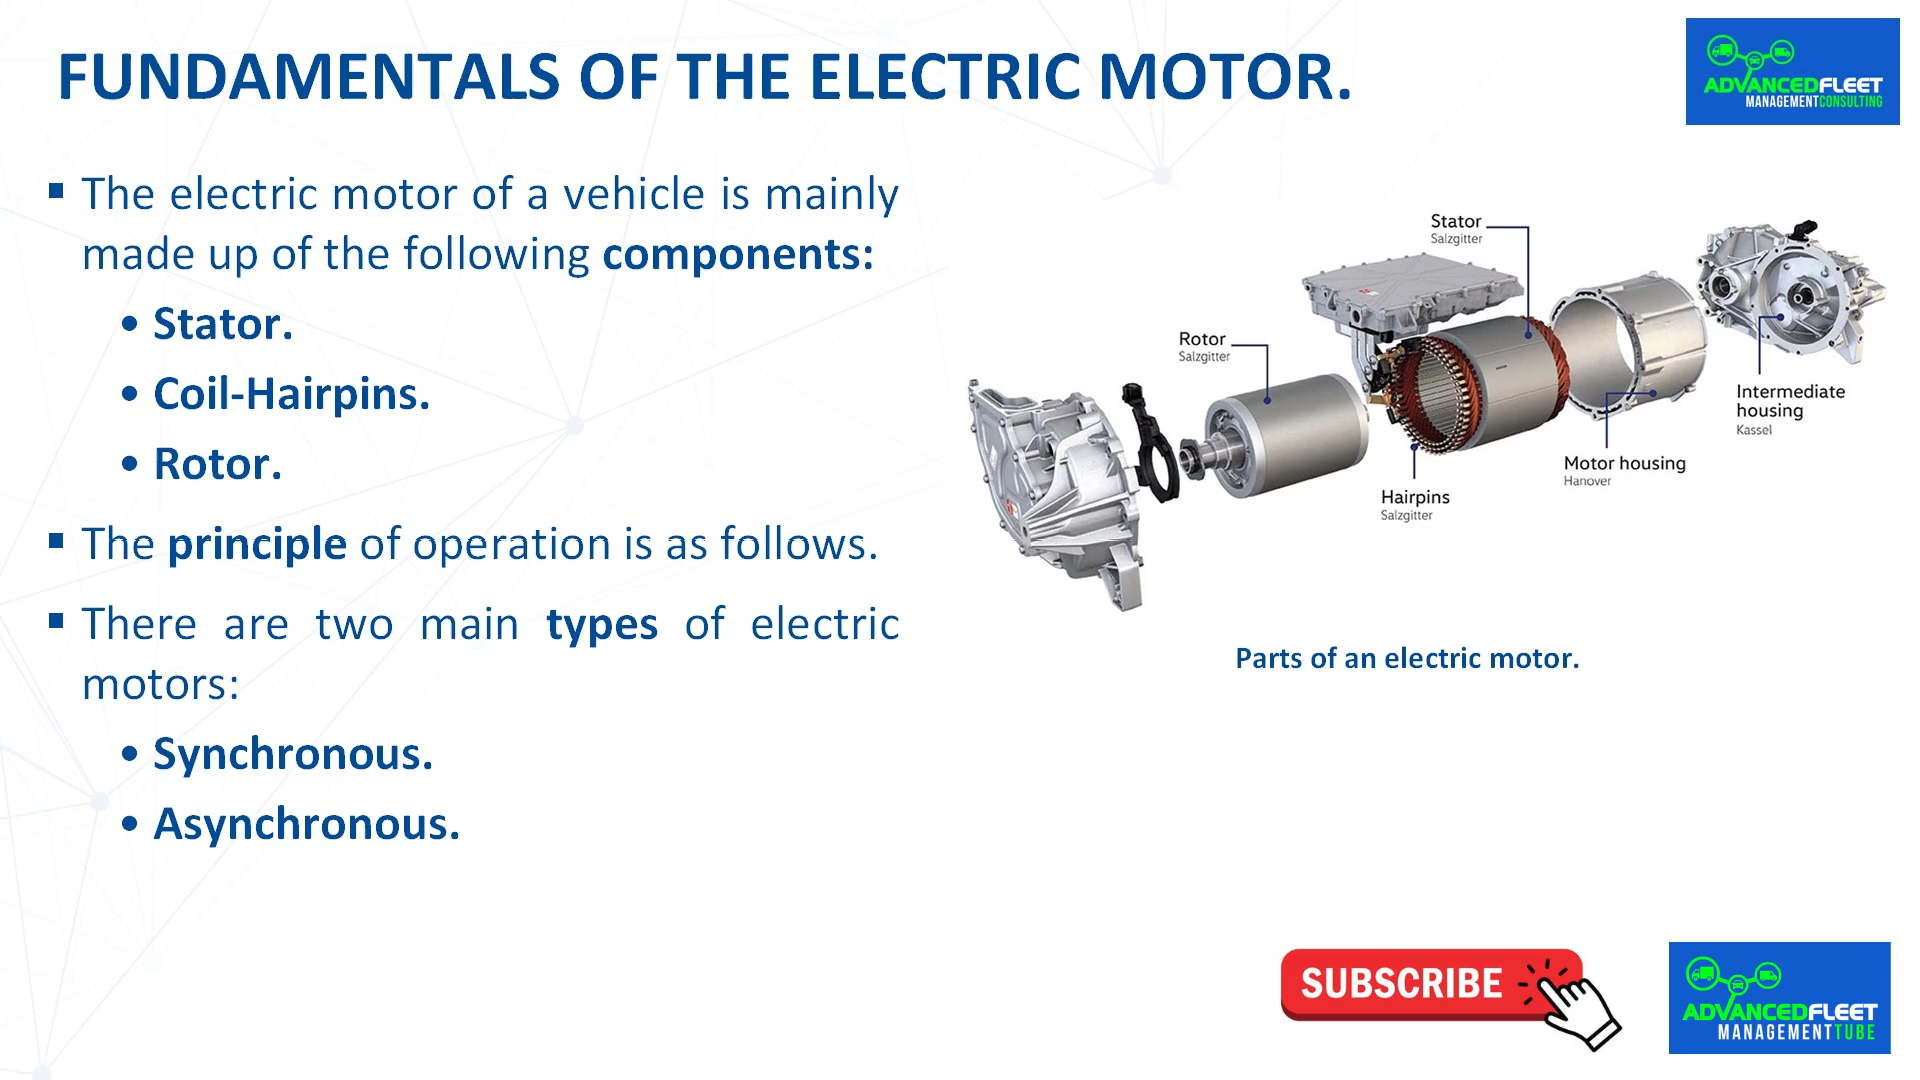 FUNDAMENTALS OF THE ELECTRIC MOTOR.
ADVANCEDFLEET
MANAGEMENTCONSULTING
▪ The electric motor of a vehicle is mainly
made up of the following components:
• Stator.
• Coil-Hairpins.
• Rotor.
▪ The principle of operation is as follows.
▪ There are two main types of electric
motors:
• Synchronous.
• Asynchronous.
Stator
Salzgitter
Rotor
Salzgitter
Intermediate
housing
Kassel
Motor housing
Hanover
Hairpins
Salzgitter
Parts of an electric motor.
SUBSCRIBE
ADVANCEDFLEET
MANAGEMENTTUBE